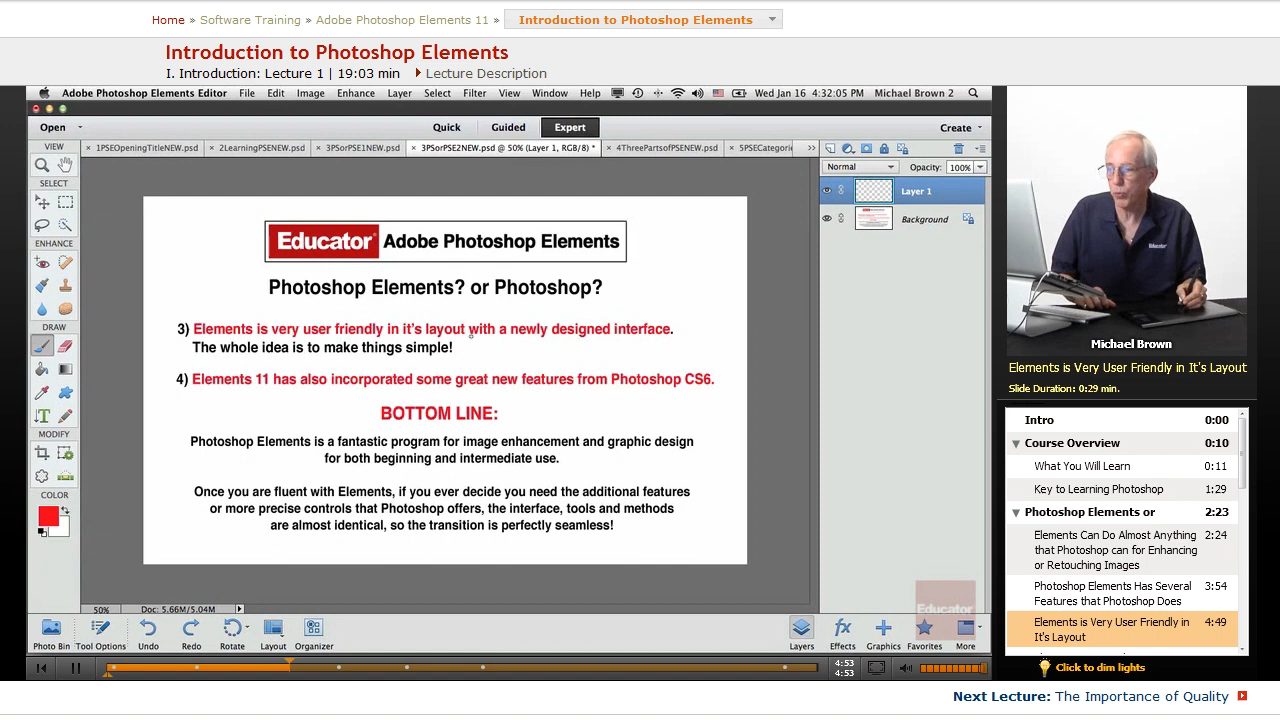 Home » Software Training » Adobe Photoshop Elements 11 » Introduction to Photoshop Elements
Introduction to Photoshop Elements
I. Introduction: Lecture 1 | 19:03 min Lecture Description
Adobe Photoshop Elements Editor File Edit Image Enhance Layer Select Filter View Window Help Wed Jan 16 4:32:05 PM Michael Brown 2
Open Quick Guided Expert Create
VIEW
× 1PSEOpeningTitleNEW.psd × 2LearningPSENEW.psd × 3PSorPSE1NEW.psd × 3PSorPSE2NEW.psd @ 50% (Layer 1, RGB/8) * × 4ThreePartsofPSENEW.psd × 5PSECategori >>
Normal Opacity: 100%
SELECT
Layer 1
Background
ENHANCE
DRAW
MODIFY
COLOR
Educator® Adobe Photoshop Elements
Photoshop Elements? or Photoshop?
3) Elements is very user friendly in it's layout with a newly designed interface.
The whole idea is to make things simple!
4) Elements 11 has also incorporated some great new features from Photoshop CS6.
BOTTOM LINE:
Photoshop Elements is a fantastic program for image enhancement and graphic design
for both beginning and intermediate use.
Once you are fluent with Elements, if you ever decide you need the additional features
or more precise controls that Photoshop offers, the interface, tools and methods
are almost identical, so the transition is perfectly seamless!
50% Doc: 5.66M/5.04M
Educator
Photo Bin Tool Options Undo Redo Rotate Layout Organizer Layers Effects Graphics Favorites More
4:53
4:53
Educator
Michael Brown
Elements is Very User Friendly in It's Layout
Slide Duration: 0:29 min.
Intro 0:00
Course Overview 0:10
What You Will Learn 0:11
Key to Learning Photoshop 1:29
Photoshop Elements or 2:23
Elements Can Do Almost Anything 2:24
that Photoshop can for Enhancing
or Retouching Images
Photoshop Elements Has Several 3:54
Features that Photoshop Does
Elements is Very User Friendly in 4:49
It's Layout
Click to dim lights
Next Lecture: The Importance of Quality